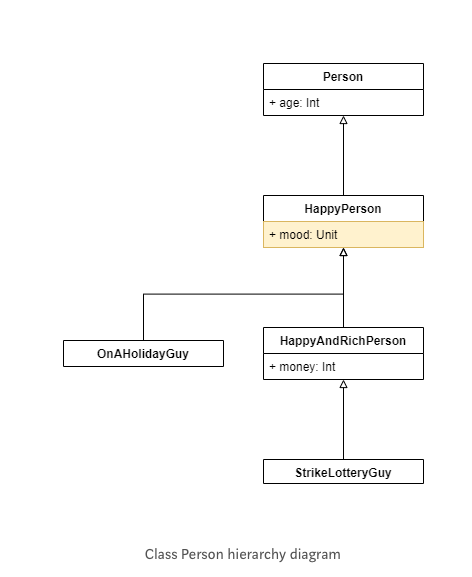 Person
+ age: Int
HappyPerson
+ mood: Unit
OnAHolidayGuy
HappyAndRichPerson
+ money: Int
StrikeLotteryGuy
Class Person hierarchy diagram